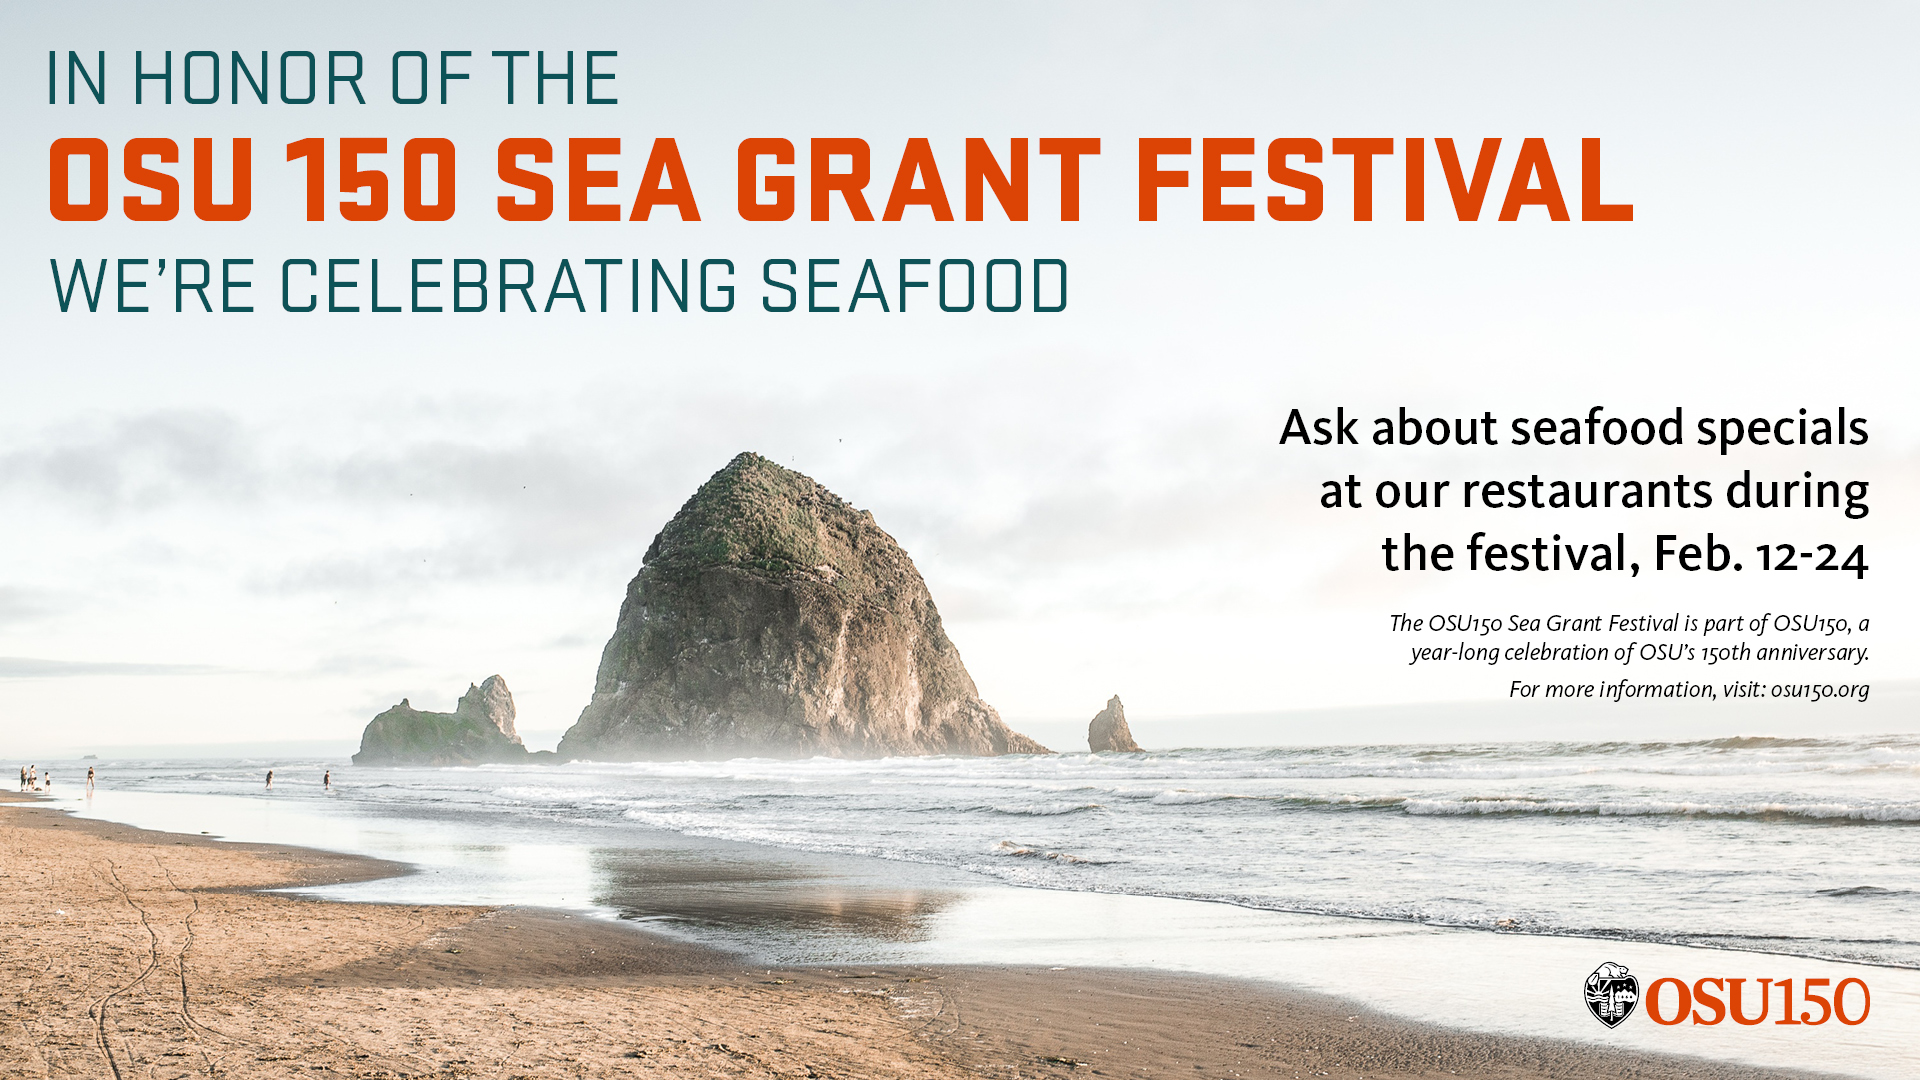 IN HONOR OF THE
OSU 150 SEA GRANT FESTIVAL
WE’RE CELEBRATING SEAFOOD
Ask about seafood specials
at our restaurants during
the festival, Feb. 12-24
The OSU150 Sea Grant Festival is part of OSU150, a
year-long celebration of OSU’s 150th anniversary.
For more information, visit: osu150.org
OSU150